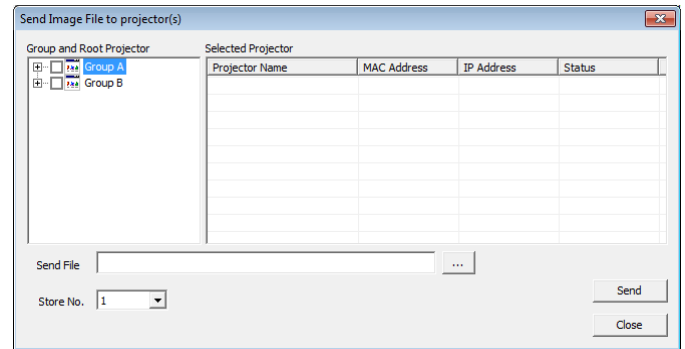 Send Image File to projector(s)
Group and Root Projector
Selected Projector
Group A
Group B
Projector Name MAC Address IP Address Status
Send File
...
Store No. 1
Send
Close